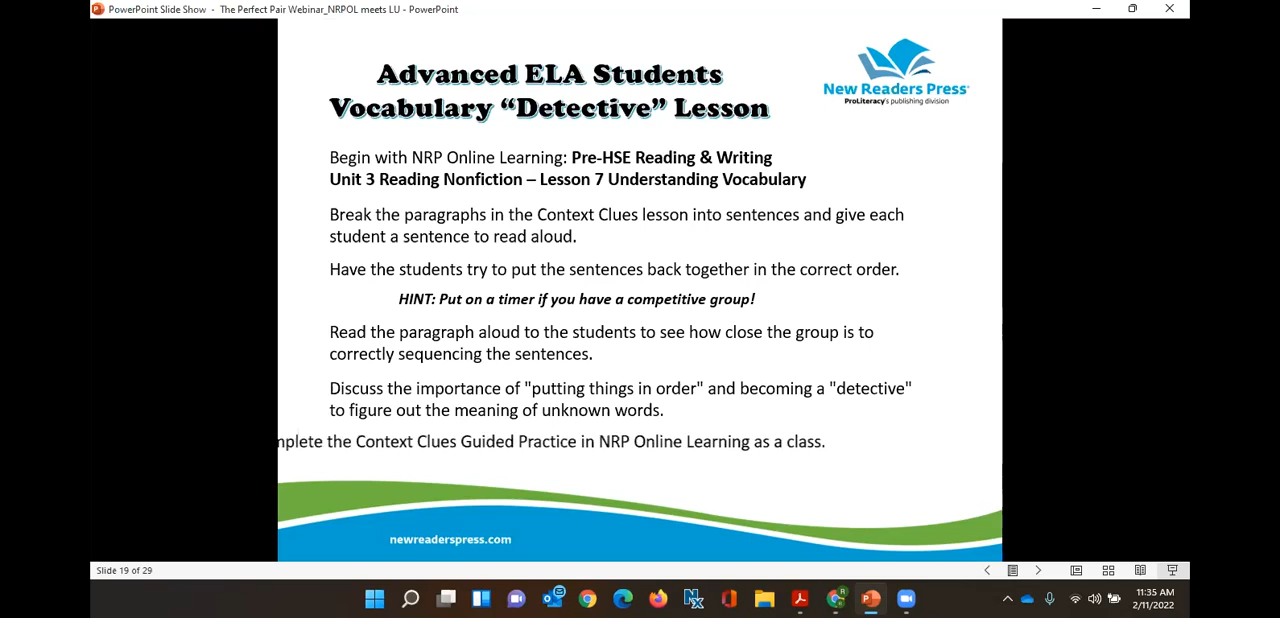 PowerPoint Slide Show - The Perfect Pair Webinar_NRPOL meets LU - PowerPoint
Advanced ELA Students
Vocabulary “Detective” Lesson
New Readers Press®
ProLiteracy's publishing division
Begin with NRP Online Learning: Pre-HSE Reading & Writing
Unit 3 Reading Nonfiction – Lesson 7 Understanding Vocabulary
Break the paragraphs in the Context Clues lesson into sentences and give each
student a sentence to read aloud.
Have the students try to put the sentences back together in the correct order.
HINT: Put on a timer if you have a competitive group!
Read the paragraph aloud to the students to see how close the group is to
correctly sequencing the sentences.
Discuss the importance of "putting things in order" and becoming a "detective"
to figure out the meaning of unknown words.
mplete the Context Clues Guided Practice in NRP Online Learning as a class.
newreaderspress.com
Slide 19 of 29
11:35 AM
2/11/2022